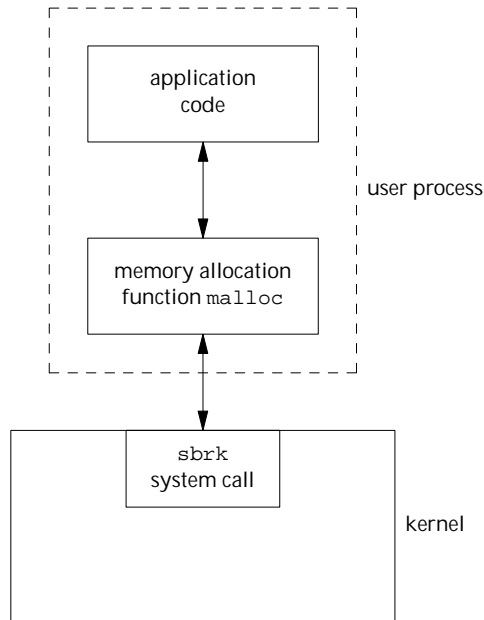 application
code
user process
memory allocation
function malloc
sbrk
system call
kernel